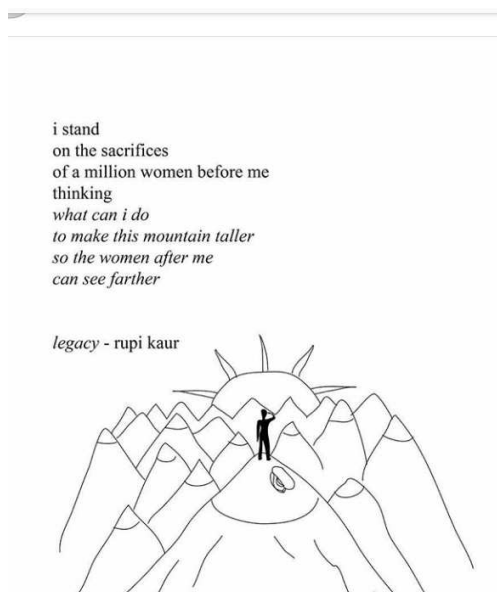 i stand
on the sacrifices
of a million women before me
thinking
what can i do
to make this mountain taller
so the women after me
can see farther
legacy - rupi kaur